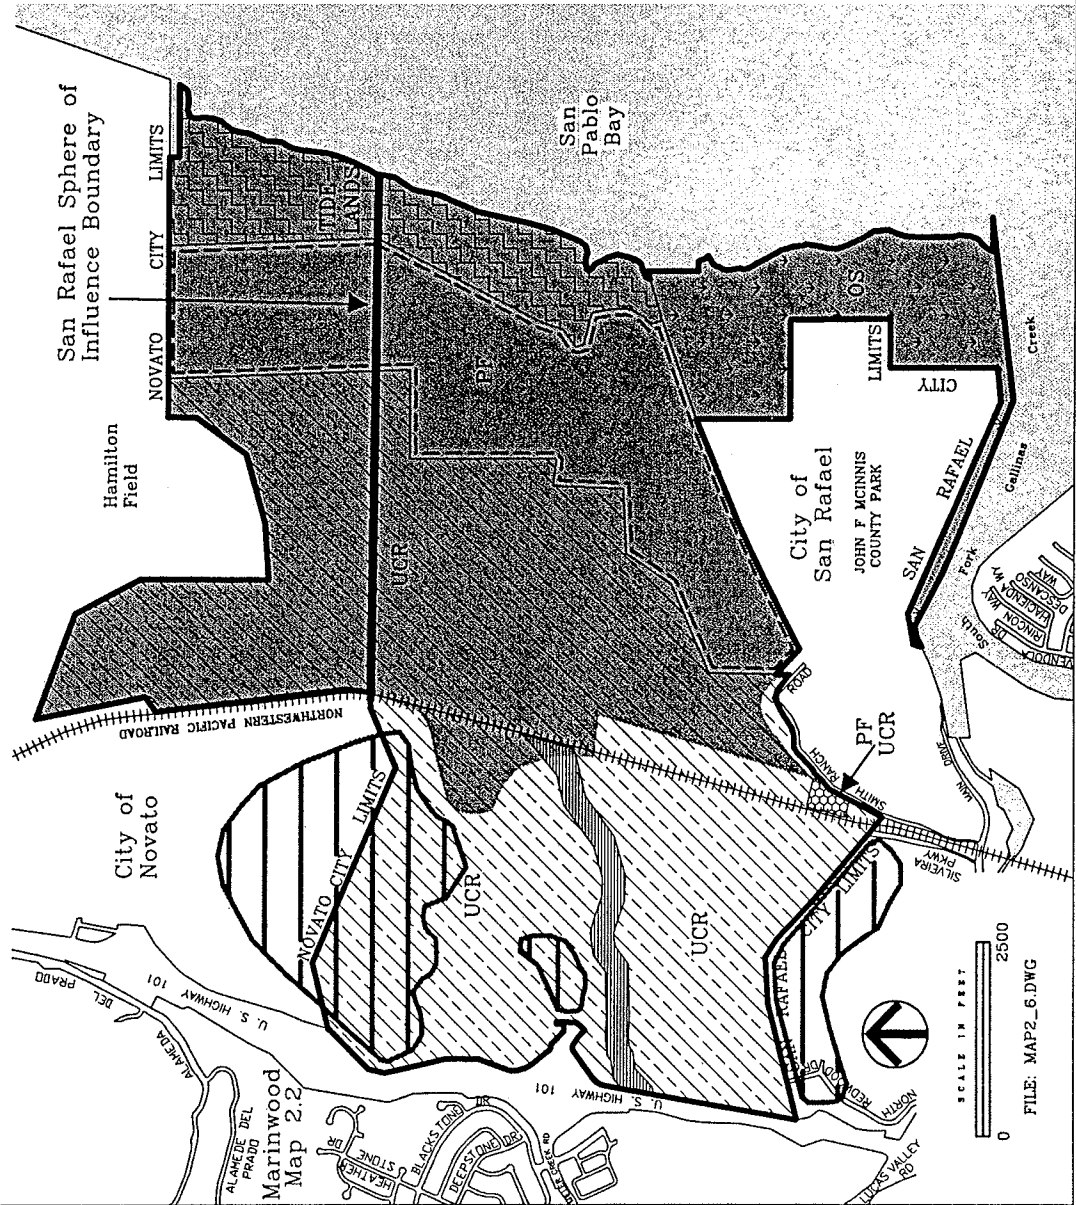 San Rafael Sphere of
Influence Boundary
San
Pablo
Bay
NOVATO CITY LIMITS
TIDE-
LANDS
Hamilton
Field
UCR
OS
LIMITS
CITY
SAN RAFAEL
City of
San Rafael
JOHN F MCINNIS
COUNTY PARK
Creek
Gallinas
Fork
South
VENDOLA
DR
RINCON WAY
HACIENDA WY
DESCANSO
WAY
NORTHWESTERN PACIFIC RAILROAD
City of
Novato
NOVATO CITY LIMITS
UCR
UCR
ROAD
RANCH
SMITH
PF
UCR
MAIN DRIVE
SILVEIRA
PKWY
RAFAEL CITY LIMITS
ALAMEDA DEL PRADO
U. S. HIGHWAY 101
U. S. HIGHWAY 101
ALAMEDE DEL
PRADO
Marinwood
Map 2.2
HEATHER
STONE
DR
BLACKSTONE DR
DEEPSTONE DR
MILLER CREEK RD
NORTH
REDWOOD DR
LUCAS VALLEY
RD
SCALE IN FEET
0 2500
FILE: MAP2_6.DWG